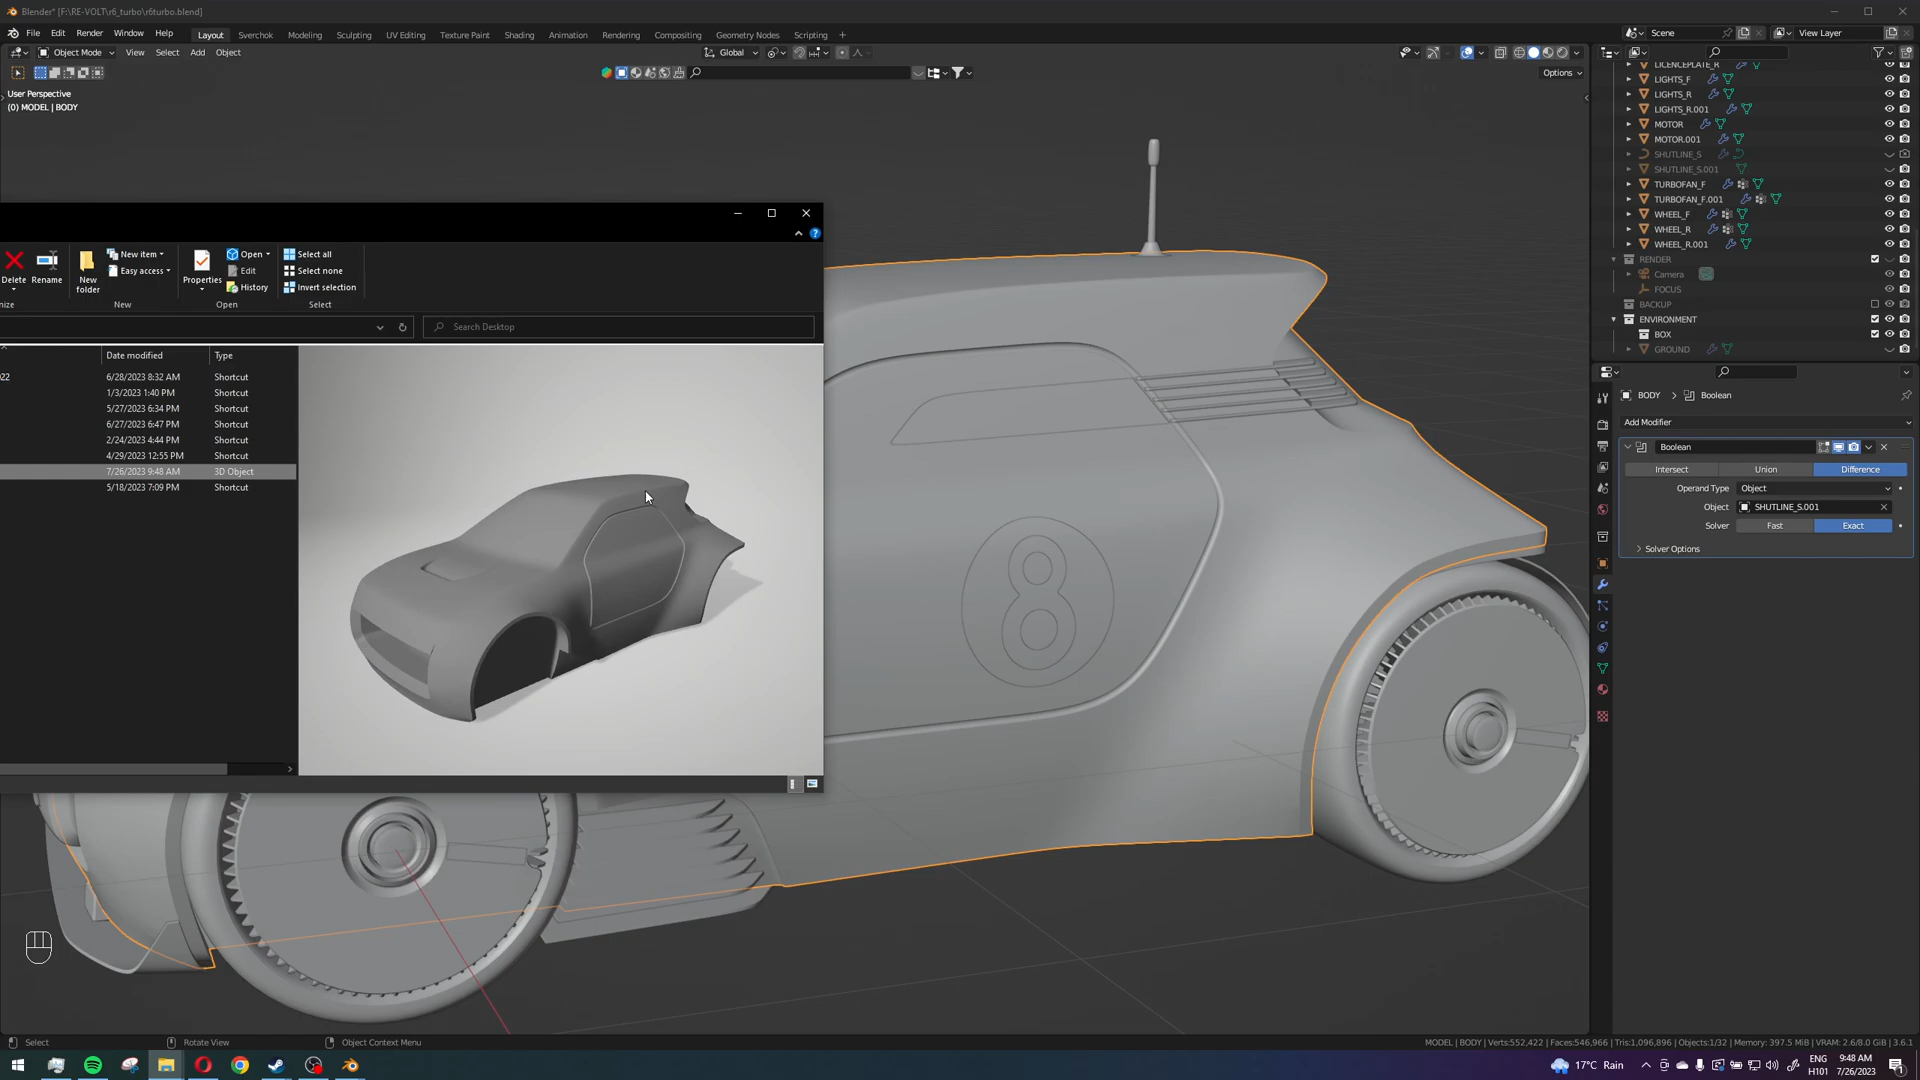 Blender* [F:\RE-VOLT\r6_turbo\r6turbo.blend]
File Edit Render Window Help Layout Sverchok Modeling Sculpting UV Editing Texture Paint Shading Animation Rendering Compositing Geometry Nodes Scripting + Scene View Layer
Object Mode View Select Add Object Global
Options
User Perspective
(0) MODEL | BODY
LICENCEPLATE_R
LIGHTS_F
LIGHTS_R
LIGHTS_R.001
MOTOR
MOTOR.001
SHUTLINE_S
SHUTLINE_S.001
TURBOFAN_F
TURBOFAN_F.001
WHEEL_F
WHEEL_R
WHEEL_R.001
RENDER
Camera
FOCUS
BACKUP
ENVIRONMENT
BOX
GROUND
BODY > Boolean
Add Modifier
Boolean
Intersect Union Difference
Operand Type Object
Object SHUTLINE_S.001
Solver Fast Exact
Solver Options
Delete Rename New folder New item Easy access Properties Open Edit History Select all Select none Invert selection
nize New Open Select
Search Desktop
Date modified Type
022 6/28/2023 8:32 AM Shortcut
1/3/2023 1:40 PM Shortcut
5/27/2023 6:34 PM Shortcut
6/27/2023 6:47 PM Shortcut
2/24/2023 4:44 PM Shortcut
4/29/2023 12:55 PM Shortcut
7/26/2023 9:48 AM 3D Object
5/18/2023 7:09 PM Shortcut
8
Select Rotate View Object Context Menu MODEL | BODY | Verts:552,422 | Faces:546,966 | Tris:1,096,896 | Objects:1/32 | Memory: 397.5 MiB | VRAM: 2.6/8.0 GiB | 3.6.1
17°C Rain ENG H101 9:48 AM 7/26/2023